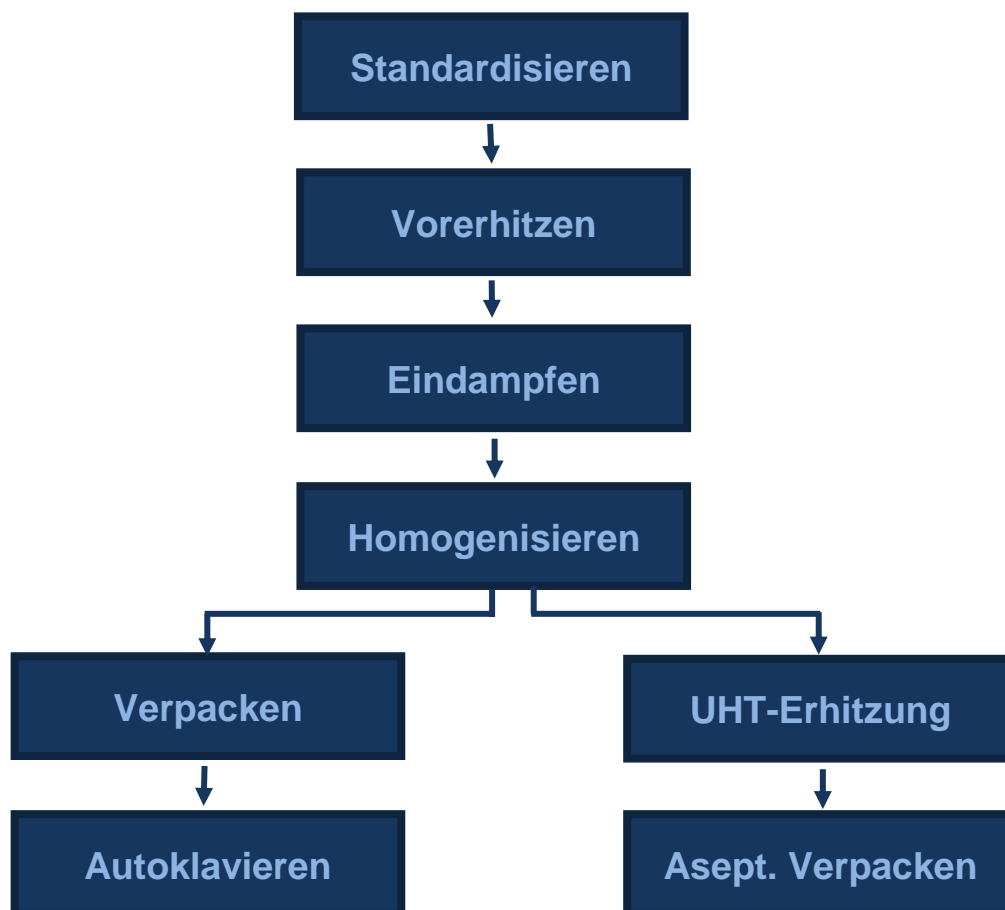 Standardisieren
Vorerhitzen
Eindampfen
Homogenisieren
Verpacken
UHT-Erhitzung
Autoklavieren
Asept. Verpacken